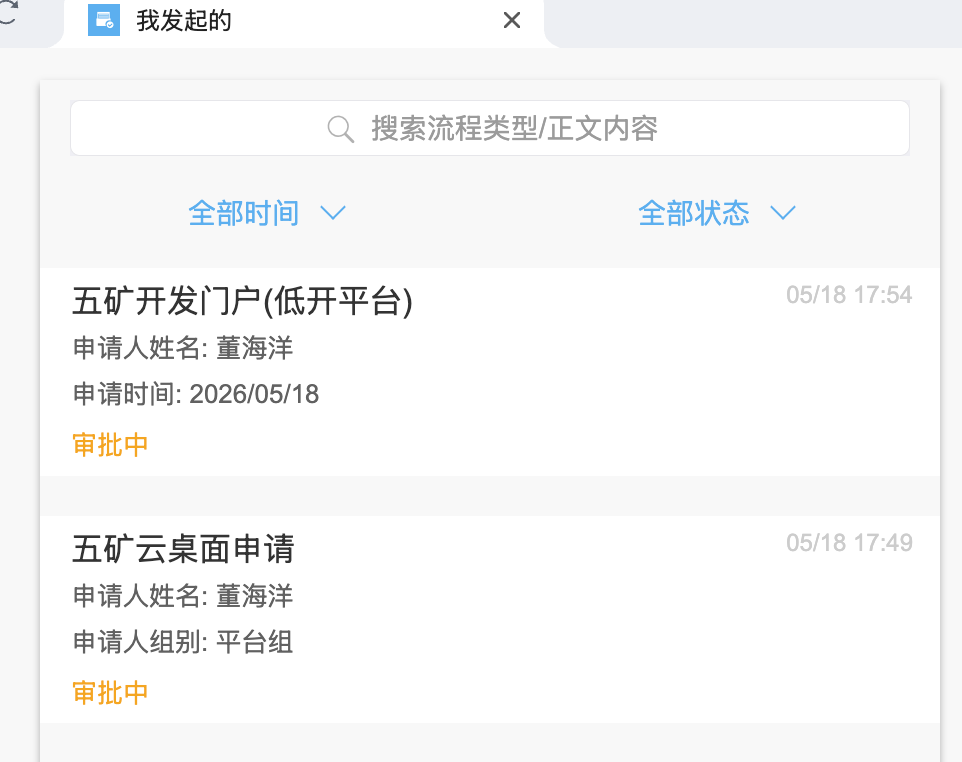 我发起的
搜索流程类型/正文内容
全部时间
全部状态
五矿开发门户(低开平台)
05/18 17:54
申请人姓名: 董海洋
申请时间: 2026/05/18
审批中
五矿云桌面申请
05/18 17:49
申请人姓名: 董海洋
申请人组别: 平台组
审批中